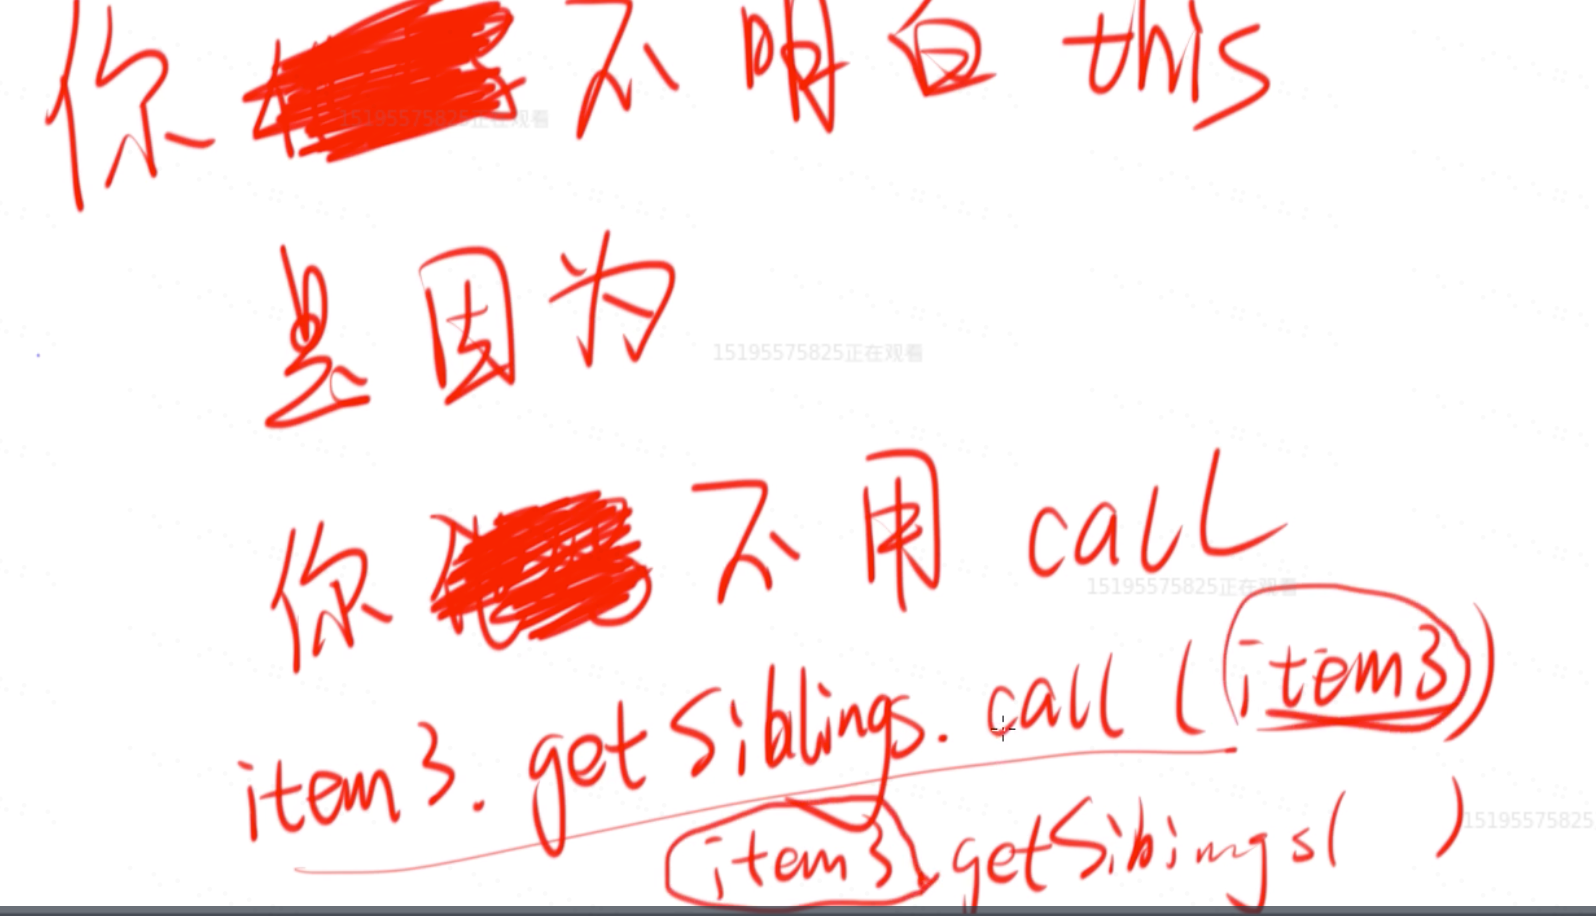 你 不明白 this
15195575825正在观看
是因为
15195575825正在观看
你 不用 call
15195575825正在观看
item3.getSiblings.call(item3)
item3.getSibings( )
15195575825